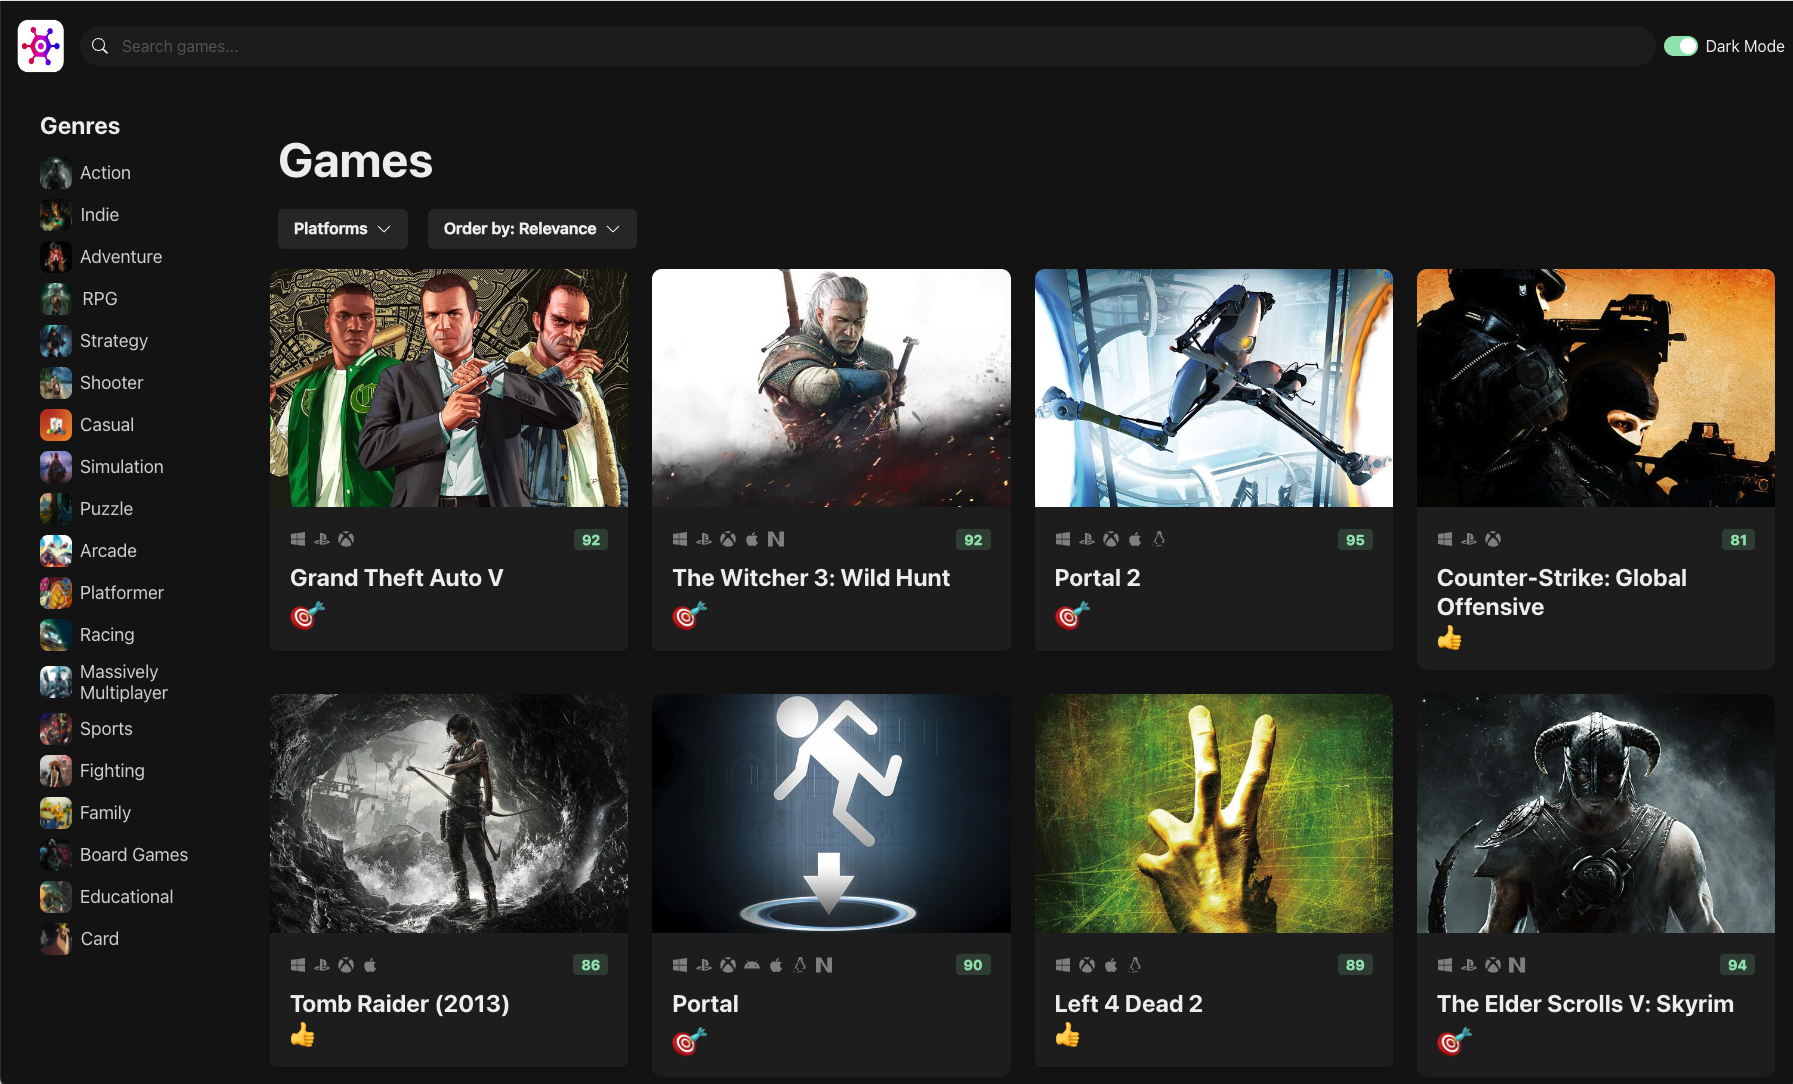 Search games...
Dark Mode
Genres
Action
Indie
Adventure
RPG
Strategy
Shooter
Casual
Simulation
Puzzle
Arcade
Platformer
Racing
Massively
Multiplayer
Sports
Fighting
Family
Board Games
Educational
Card
Games
Platforms
Order by: Relevance
92
Grand Theft Auto V
92
The Witcher 3: Wild Hunt
95
Portal 2
81
Counter-Strike: Global
Offensive
86
Tomb Raider (2013)
90
Portal
89
Left 4 Dead 2
94
The Elder Scrolls V: Skyrim